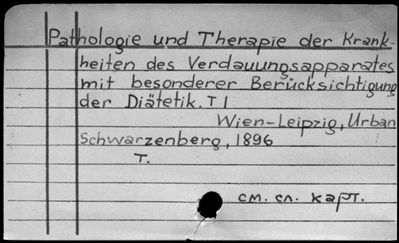 Pathologie und Therapie der Krank-
heiten des Verdauungsapparates
mit besonderer Berücksichtigung
der Diätetik. T I
Wien-Leipzig, Urban
Schwarzenberg, 1896
T.
см. сл. карт.